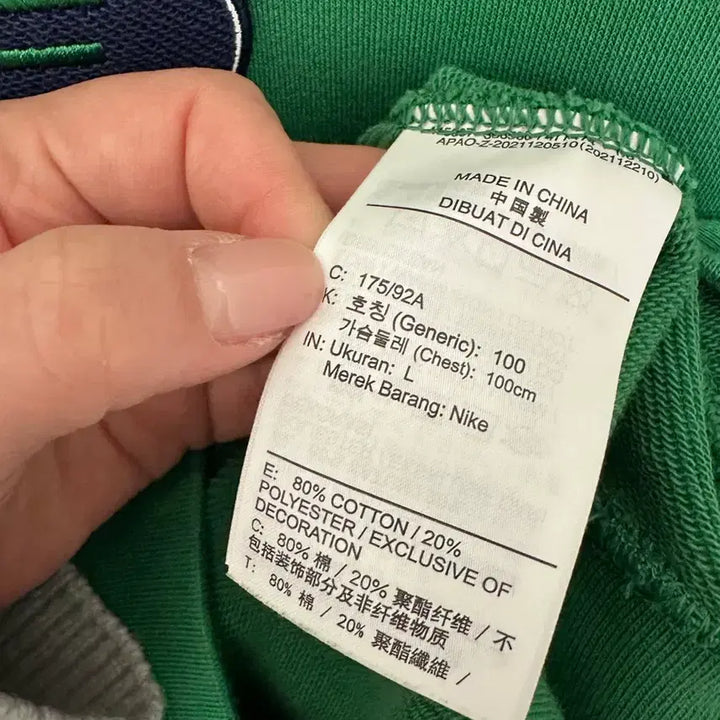 APAO-Z-2021120510 (202112210)
MADE IN CHINA
中国製
DIBUAT DI CINA
C: 175/92A
K: 호칭 (Generic): 100
가슴둘레 (Chest): 100cm
IN: Ukuran: L
Merek Barang: Nike
E: 80% COTTON / 20%
POLYESTER / EXCLUSIVE OF
DECORATION
C: 80% 棉 / 20% 聚酯纤维 / 不
包括装饰部分及非纤维物质
T: 80% 棉 / 20% 聚酯纖維 /